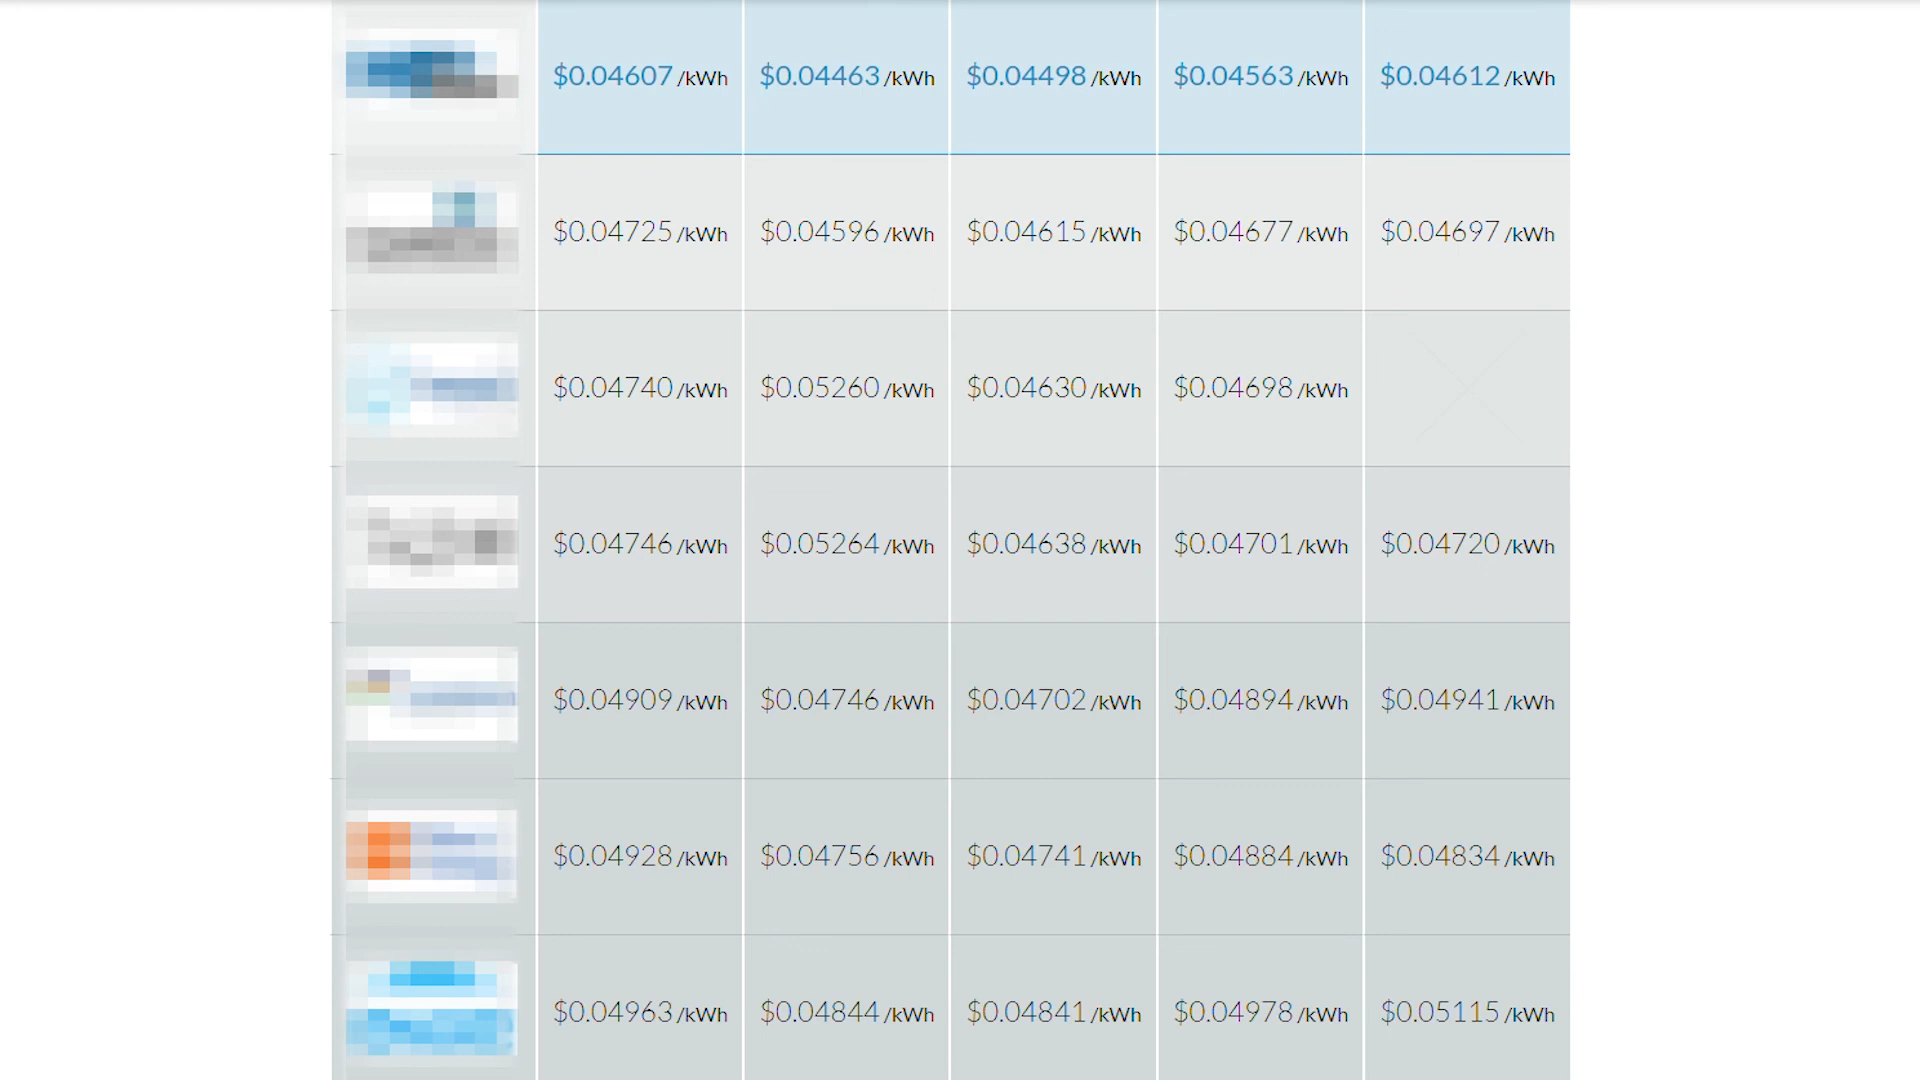 $0.04607 /kWh $0.04463 /kWh $0.04498 /kWh $0.04563 /kWh $0.04612 /kWh
$0.04725 /kWh $0.04596 /kWh $0.04615 /kWh $0.04677 /kWh $0.04697 /kWh
$0.04740 /kWh $0.05260 /kWh $0.04630 /kWh $0.04698 /kWh
$0.04746 /kWh $0.05264 /kWh $0.04638 /kWh $0.04701 /kWh $0.04720 /kWh
$0.04909 /kWh $0.04746 /kWh $0.04702 /kWh $0.04894 /kWh $0.04941 /kWh
$0.04928 /kWh $0.04756 /kWh $0.04741 /kWh $0.04884 /kWh $0.04834 /kWh
$0.04963 /kWh $0.04844 /kWh $0.04841 /kWh $0.04978 /kWh $0.05115 /kWh